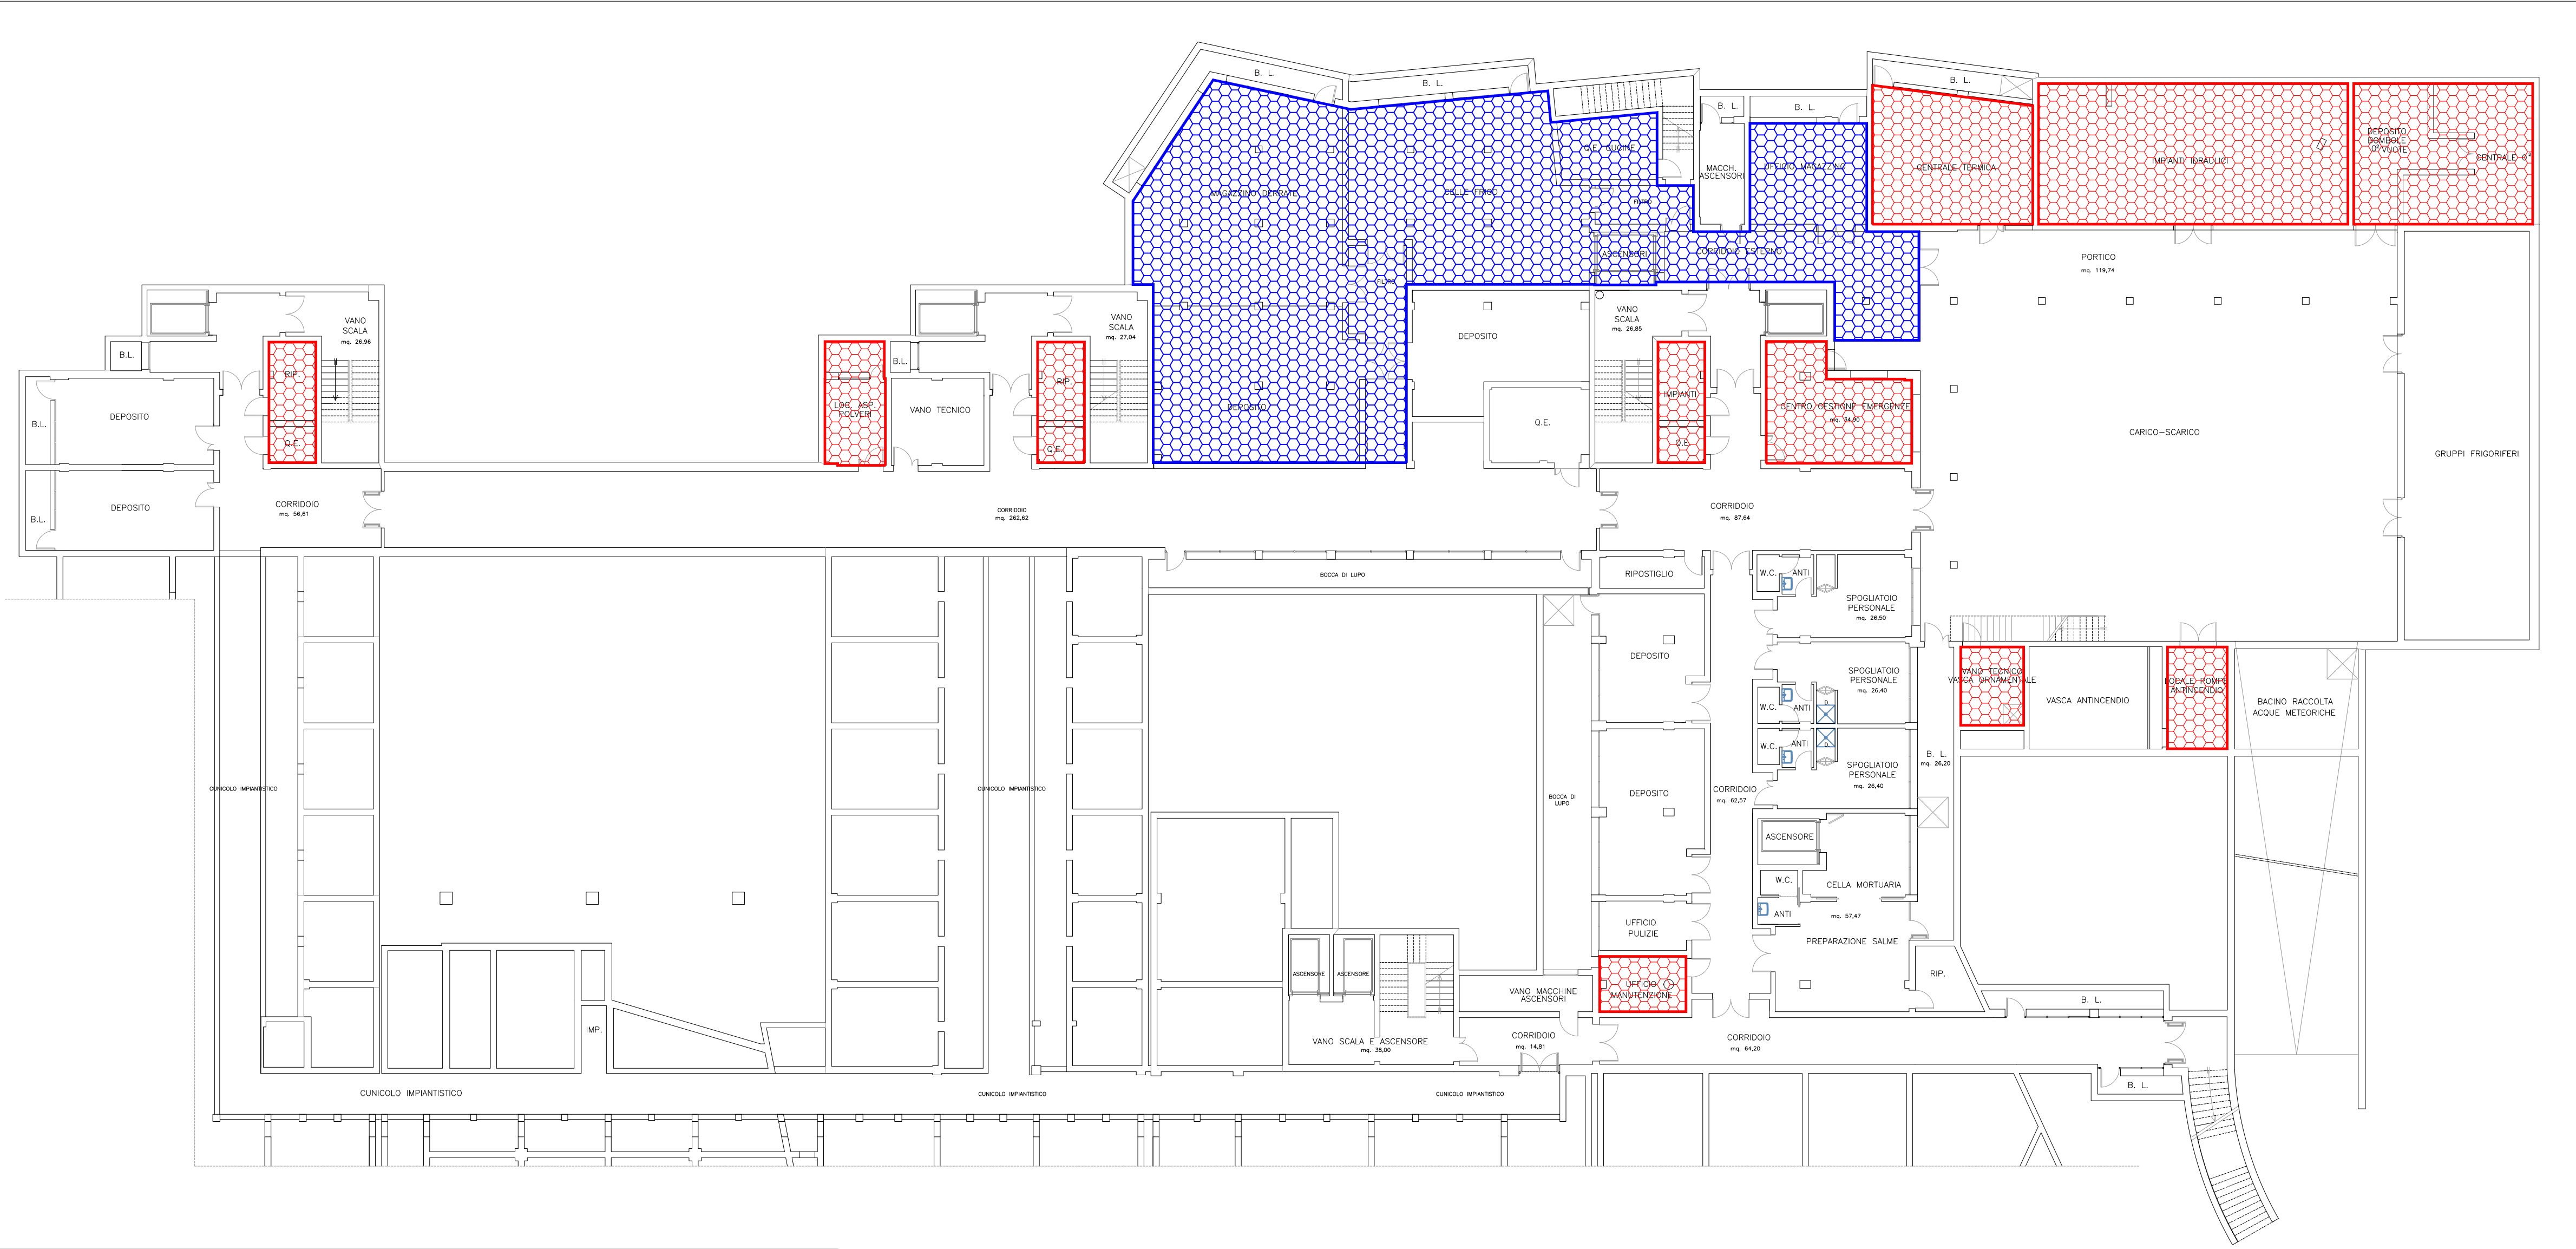 B. L.
B. L.
B. L.
B. L.
B. L.
DEPOSITO
BOMBOLE
O² VUOTE
CENTRALE O²
Q.E. CUCINE
MACCH.
ASCENSORI
UFFICIO MAGAZZINO
CENTRALE TERMICA
IMPIANTI IDRAULICI
MAGAZZINO DERRATE
CELLE FRIGO
FILTRO
ASCENSORI
CORRIDOIO ESTERNO
PORTICO
mq. 119,74
FILTRO
VANO
SCALA
mq. 26,96
VANO
SCALA
mq. 27,04
VANO
SCALA
mq. 26,85
DEPOSITO
B.L.
B.L.
RIP.
RIP.
IMPIANTI
LOC. ASP.
POLVERI
VANO TECNICO
DEPOSITO
DEPOSITO
CENTRO GESTIONE EMERGENZE
mq. 34,90
B.L.
Q.E.
Q.E.
Q.E.
Q.E.
CARICO-SCARICO
GRUPPI FRIGORIFERI
DEPOSITO
B.L.
CORRIDOIO
mq. 56,61
CORRIDOIO
mq. 262,62
CORRIDOIO
mq. 87,64
BOCCA DI LUPO
RIPOSTIGLIO
W.C.
ANTI
SPOGLIATOIO
PERSONALE
mq. 26,50
DEPOSITO
SPOGLIATOIO
PERSONALE
mq. 26,40
W.C.
ANTI
D.
VANO TECNICO
VASCA ORNAMENTALE
VASCA ANTINCENDIO
LOCALE POMPE
ANTINCENDIO
BACINO RACCOLTA
ACQUE METEORICHE
W.C.
ANTI
D.
SPOGLIATOIO
PERSONALE
mq. 26,40
B. L.
mq. 26,20
CUNICOLO IMPIANTISTICO
CUNICOLO IMPIANTISTICO
BOCCA DI
LUPO
DEPOSITO
CORRIDOIO
mq. 62,57
ASCENSORE
W.C.
CELLA MORTUARIA
ANTI
mq. 57,47
UFFICIO
PULIZIE
PREPARAZIONE SALME
RIP.
ASCENSORE
ASCENSORE
VANO MACCHINE
ASCENSORI
UFFICIO
MANUTENZIONE
B. L.
IMP.
VANO SCALA E ASCENSORE
mq. 38,00
CORRIDOIO
mq. 14,81
CORRIDOIO
mq. 64,20
B. L.
CUNICOLO IMPIANTISTICO
CUNICOLO IMPIANTISTICO
CUNICOLO IMPIANTISTICO